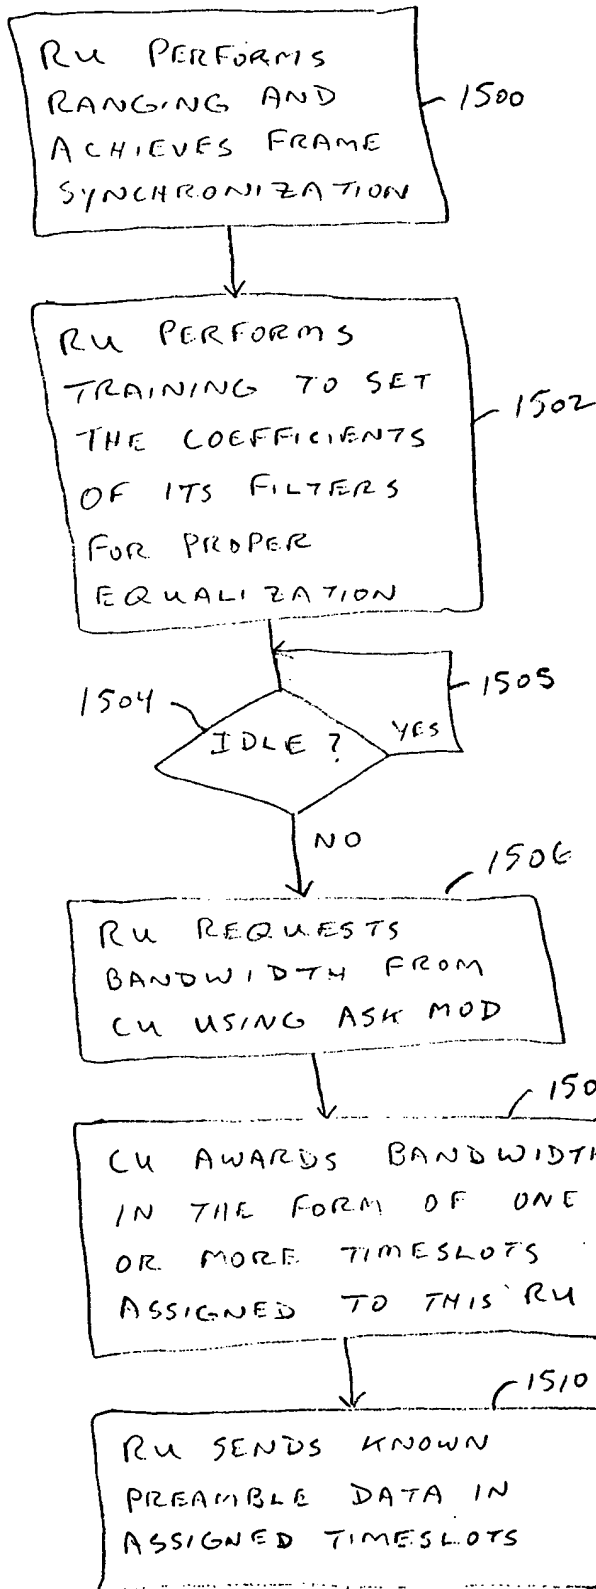 RU PERFORMS
RANGING AND
ACHIEVES FRAME
SYNCHRONIZATION
1500
RU PERFORMS
TRAINING TO SET
THE COEFFICIENTS
OF ITS FILTERS
FOR PROPER
EQUALIZATION
1502
1504
IDLE ?
YES
1505
NO
1506
RU REQUESTS
BANDWIDTH FROM
CU USING ASK MOD
150
CU AWARDS BANDWIDTH
IN THE FORM OF ONE
OR MORE TIMESLOTS
ASSIGNED TO THIS RU
1510
RU SENDS KNOWN
PREAMBLE DATA IN
ASSIGNED TIMESLOTS